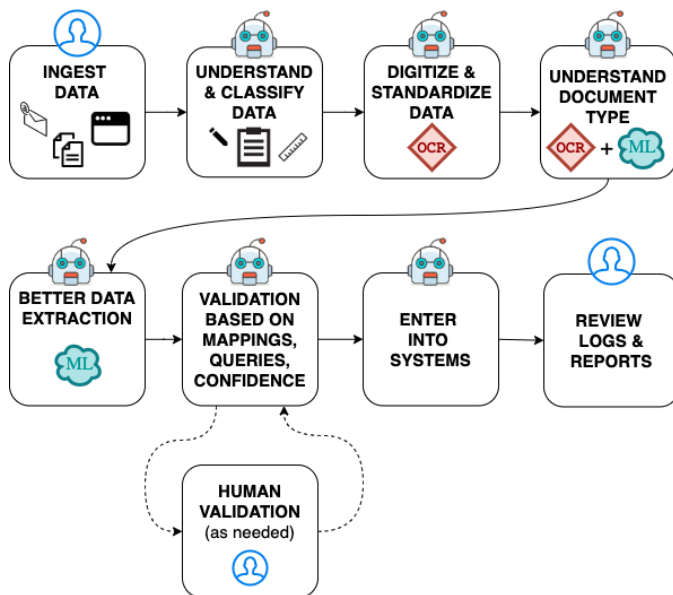 INGEST
DATA
UNDERSTAND
& CLASSIFY
DATA
DIGITIZE &
STANDARDIZE
DATA
OCR
UNDERSTAND
DOCUMENT
TYPE
OCR + ML
BETTER DATA
EXTRACTION
ML
VALIDATION
BASED ON
MAPPINGS,
QUERIES,
CONFIDENCE
ENTER
INTO
SYSTEMS
REVIEW
LOGS &
REPORTS
HUMAN
VALIDATION
(as needed)